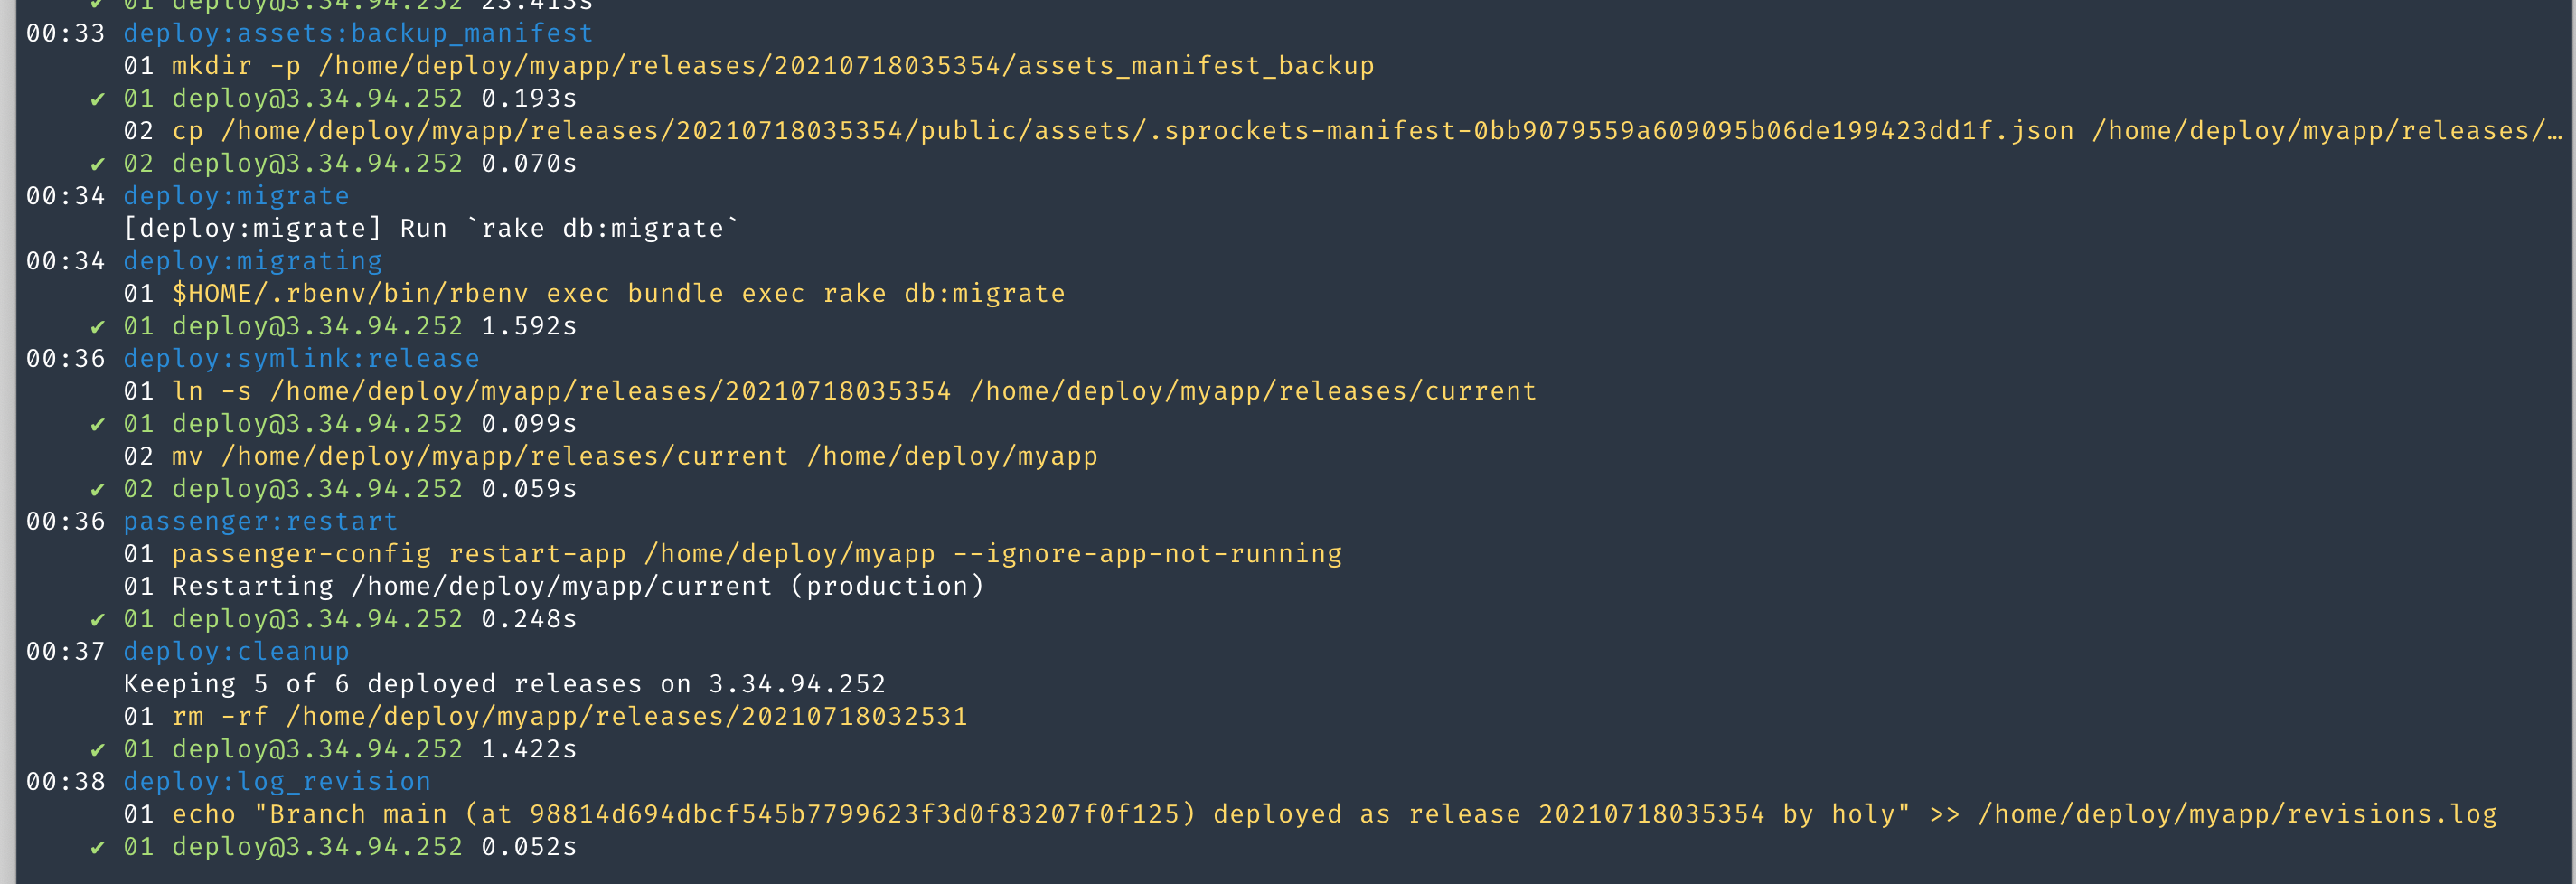 ✔ 01 deploy@3.34.94.252 23.413s
00:33 deploy:assets:backup_manifest
01 mkdir -p /home/deploy/myapp/releases/20210718035354/assets_manifest_backup
✔ 01 deploy@3.34.94.252 0.193s
02 cp /home/deploy/myapp/releases/20210718035354/public/assets/.sprockets-manifest-0bb9079559a609095b06de199423dd1f.json /home/deploy/myapp/releases/…
✔ 02 deploy@3.34.94.252 0.070s
00:34 deploy:migrate
[deploy:migrate] Run `rake db:migrate`
00:34 deploy:migrating
01 $HOME/.rbenv/bin/rbenv exec bundle exec rake db:migrate
✔ 01 deploy@3.34.94.252 1.592s
00:36 deploy:symlink:release
01 ln -s /home/deploy/myapp/releases/20210718035354 /home/deploy/myapp/releases/current
✔ 01 deploy@3.34.94.252 0.099s
02 mv /home/deploy/myapp/releases/current /home/deploy/myapp
✔ 02 deploy@3.34.94.252 0.059s
00:36 passenger:restart
01 passenger-config restart-app /home/deploy/myapp --ignore-app-not-running
01 Restarting /home/deploy/myapp/current (production)
✔ 01 deploy@3.34.94.252 0.248s
00:37 deploy:cleanup
Keeping 5 of 6 deployed releases on 3.34.94.252
01 rm -rf /home/deploy/myapp/releases/20210718032531
✔ 01 deploy@3.34.94.252 1.422s
00:38 deploy:log_revision
01 echo "Branch main (at 98814d694dbcf545b7799623f3d0f83207f0f125) deployed as release 20210718035354 by holy" >> /home/deploy/myapp/revisions.log
✔ 01 deploy@3.34.94.252 0.052s